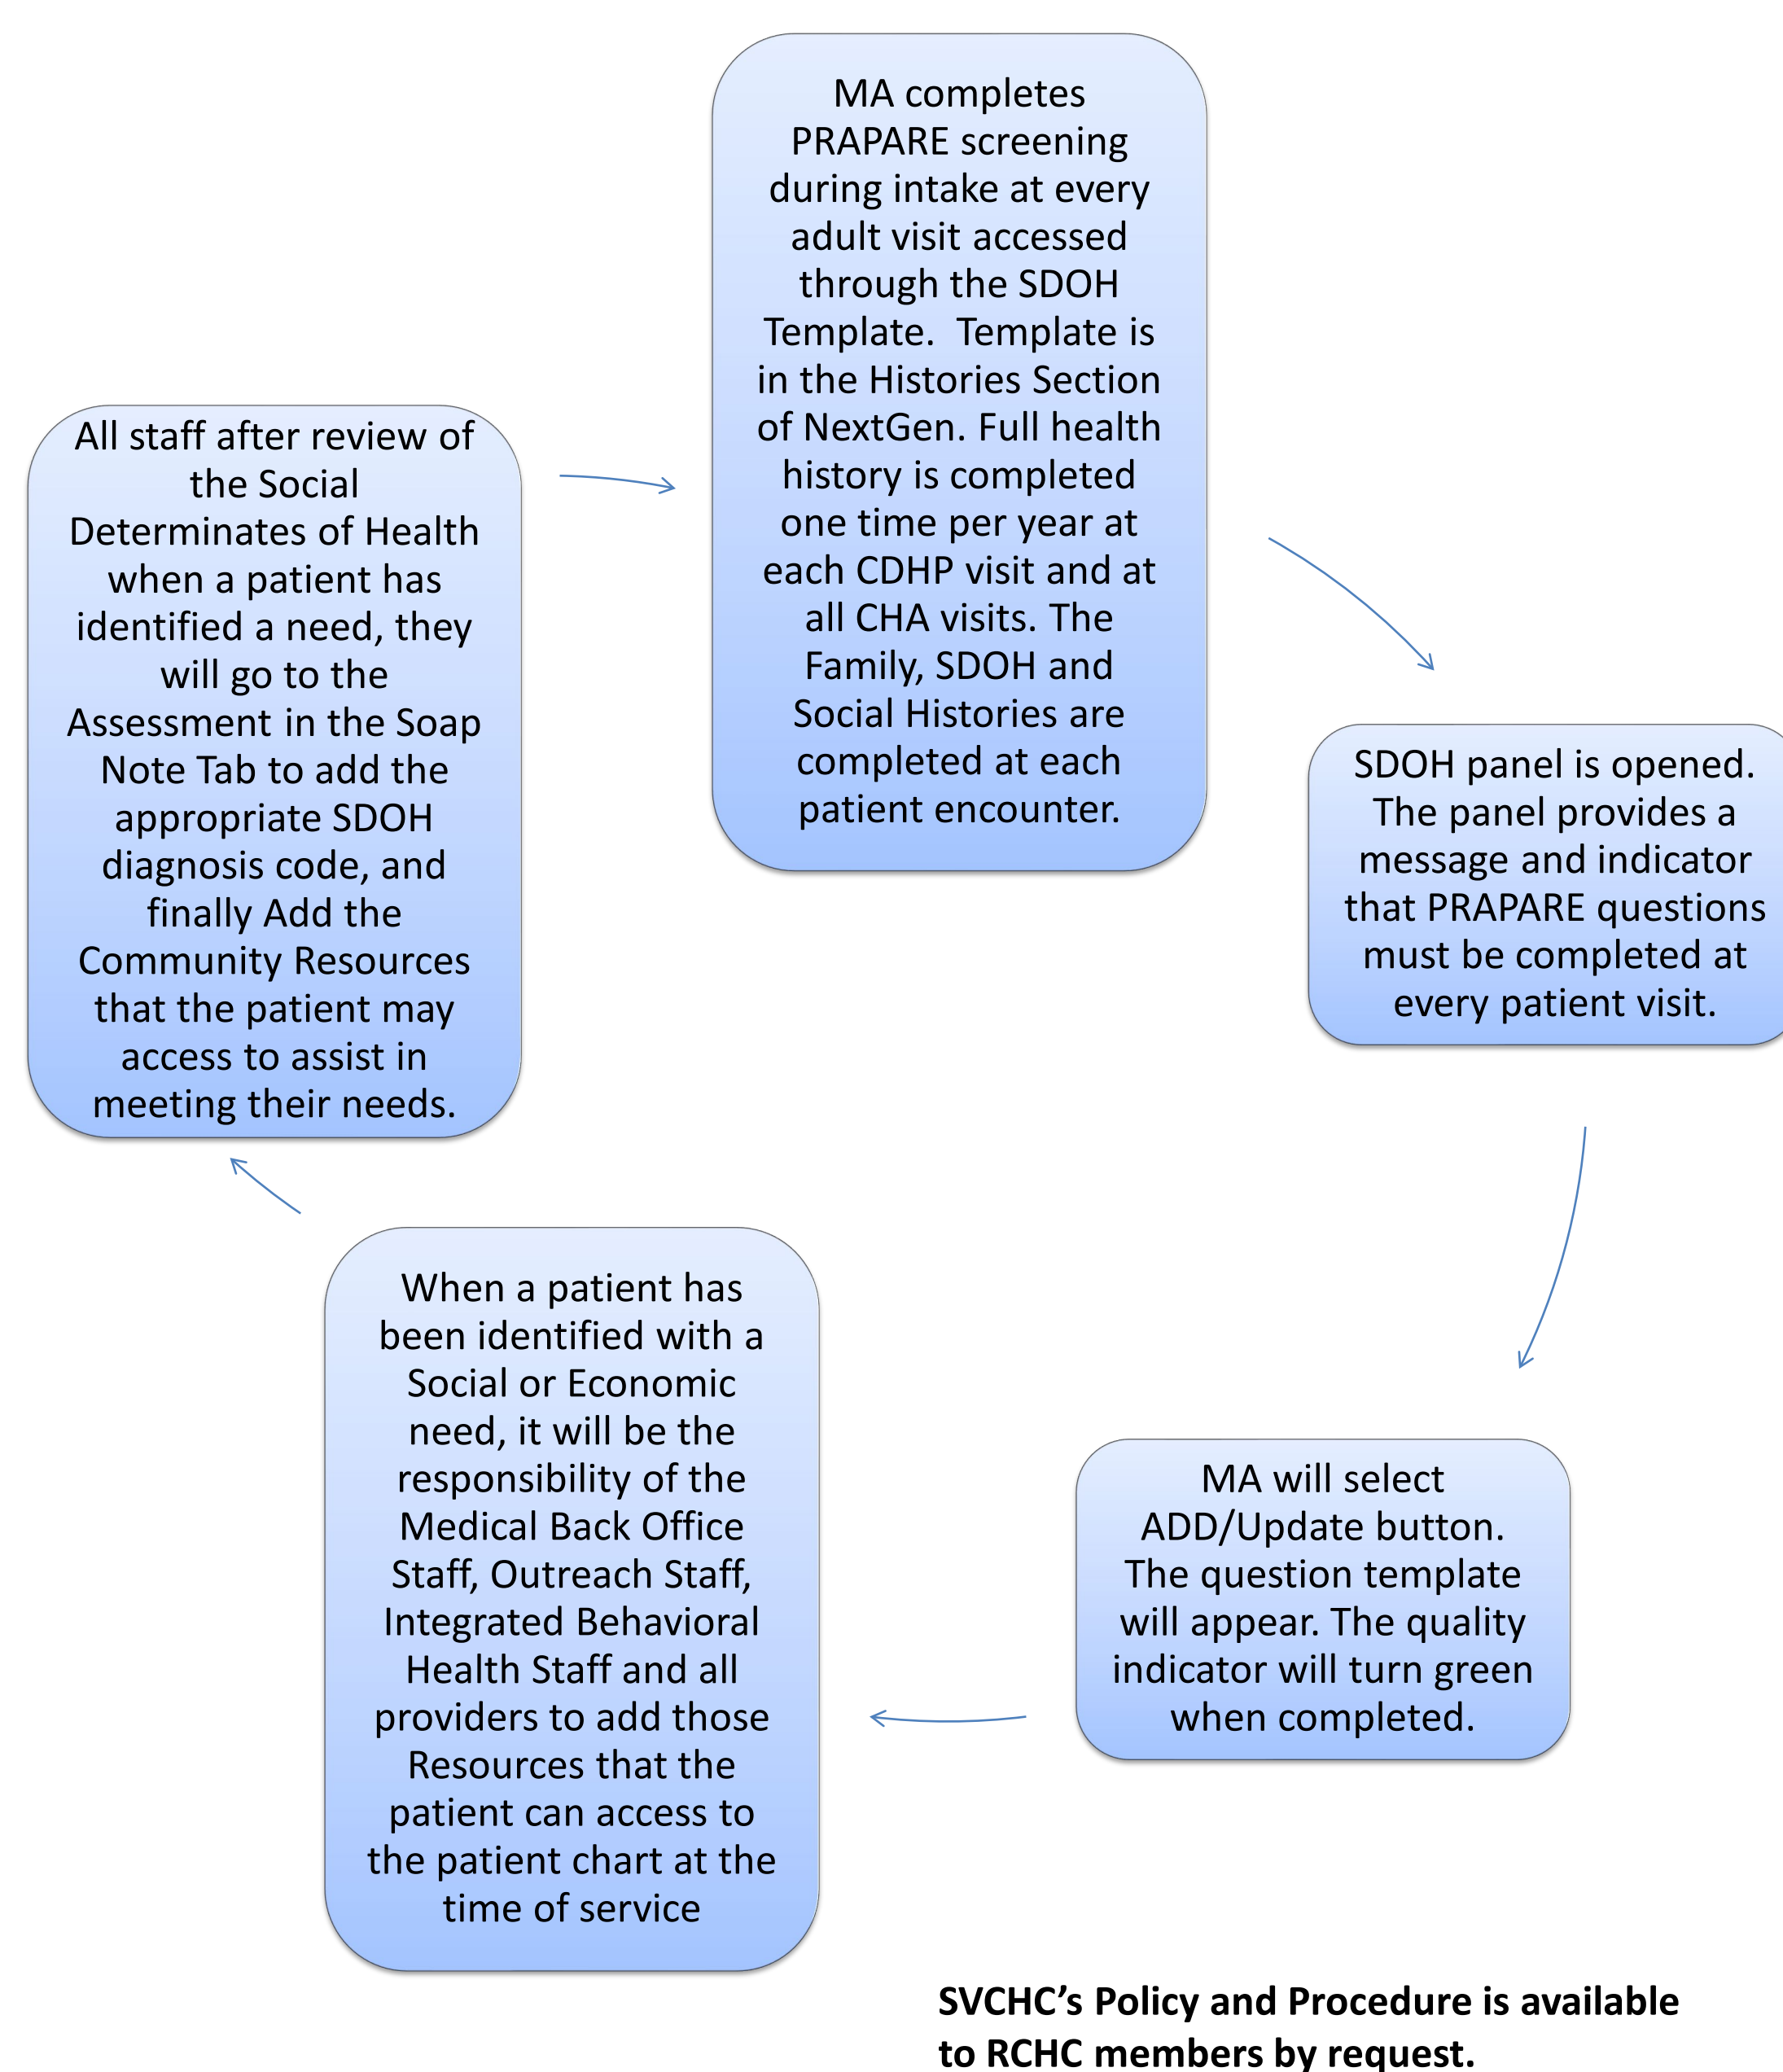 MA completes
PRAPARE screening
during intake at every
adult visit accessed
through the SDOH
Template.  Template is
in the Histories Section
of NextGen. Full health
history is completed
one time per year at
each CDHP visit and at
all CHA visits. The
Family, SDOH and
Social Histories are
completed at each
patient encounter.
SDOH panel is opened.
The panel provides a
message and indicator
that PRAPARE questions
must be completed at
every patient visit.
MA will select
ADD/Update button.
The question template
will appear. The quality
indicator will turn green
when completed.
When a patient has
been identified with a
Social or Economic
need, it will be the
responsibility of the
Medical Back Office
Staff, Outreach Staff,
Integrated Behavioral
Health Staff and all
providers to add those
Resources that the
patient can access to
the patient chart at the
time of service
All staff after review of
the Social
Determinates of Health
when a patient has
identified a need, they
will go to the
Assessment in the Soap
Note Tab to add the
appropriate SDOH
diagnosis code, and
finally Add the
Community Resources
that the patient may
access to assist in
meeting their needs.
SVCHC’s Policy and Procedure is available
to RCHC members by request.